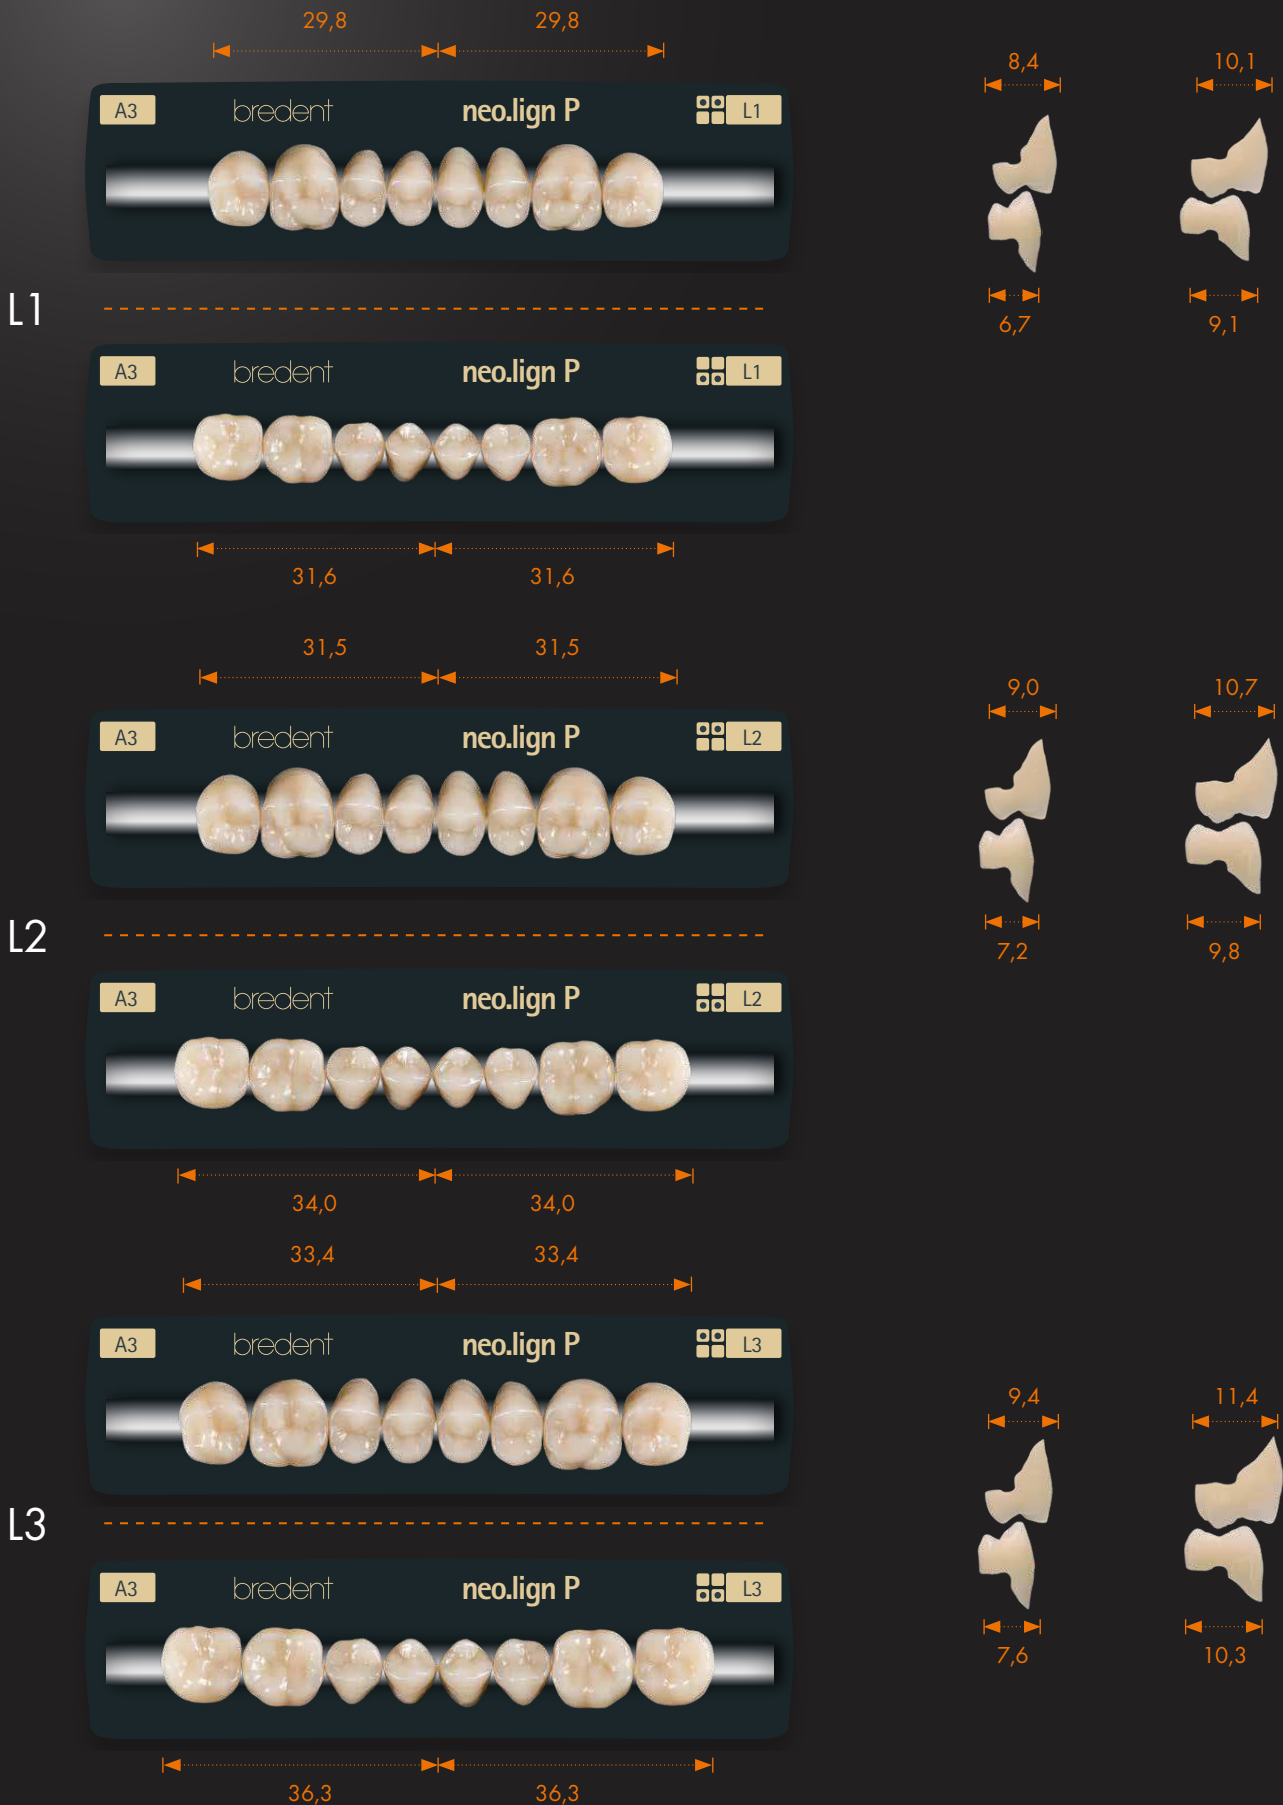 29,8 29,8
8,4 10,1
A3 bredent neo.lign P L1
L1
6,7 9,1
A3 bredent neo.lign P L1
31,6 31,6
31,5 31,5
9,0 10,7
A3 bredent neo.lign P L2
L2
7,2 9,8
A3 bredent neo.lign P L2
34,0 34,0
33,4 33,4
A3 bredent neo.lign P L3
9,4 11,4
L3
A3 bredent neo.lign P L3
7,6 10,3
36,3 36,3